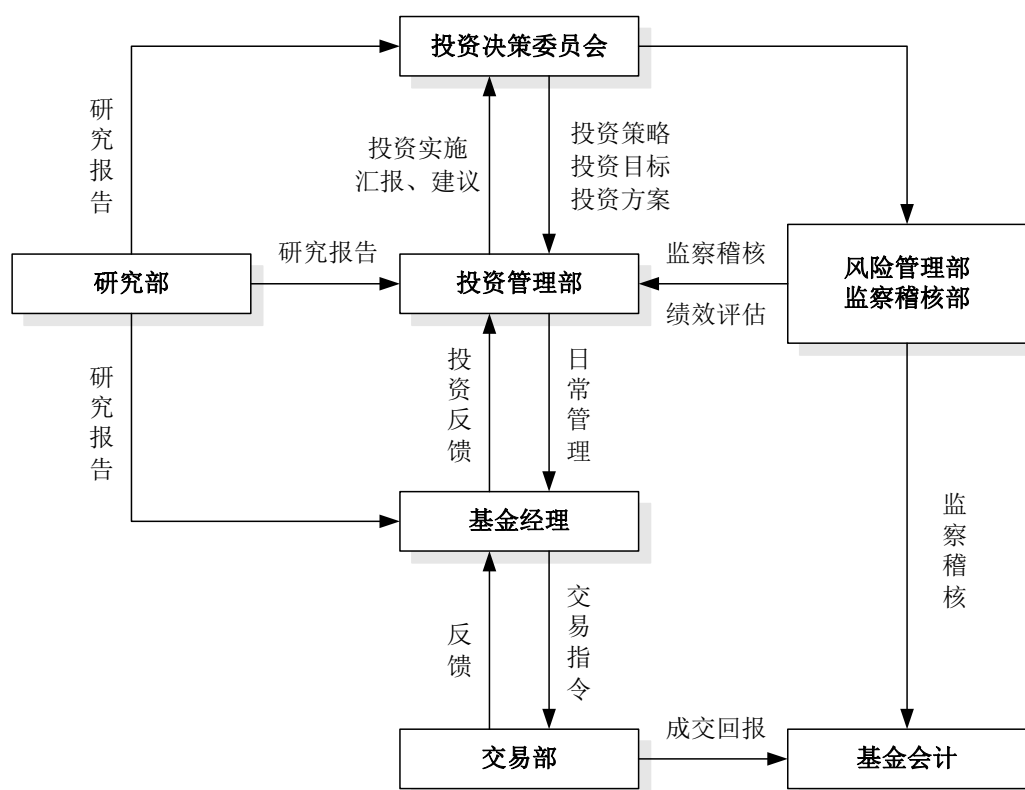 投资决策委员会
研究报告
投资实施
汇报、建议
投资策略
投资目标
投资方案
研究部
研究报告
投资管理部
监察稽核
绩效评估
风险管理部
监察稽核部
研究报告
投资反馈
日常管理
基金经理
监察稽核
反馈
交易指令
交易部
成交回报
基金会计